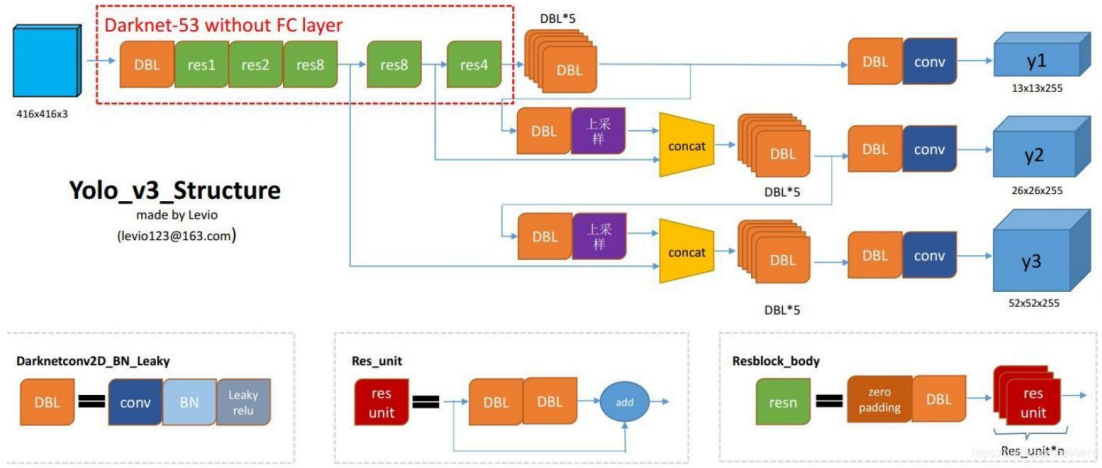 Darknet-53 without FC layer
DBL*5
DBL
res1
res2
res8
res8
res4
DBL
DBL
conv
y1
13x13x255
416x416x3
DBL
上采
样
concat
DBL
DBL*5
DBL
conv
y2
26x26x255
Yolo_v3_Structure
made by Levio
(levio123@163.com)
DBL
上采
样
concat
DBL
DBL*5
DBL
conv
y3
52x52x255
Darknetconv2D_BN_Leaky
DBL
conv
BN
Leaky
relu
Res_unit
res
unit
DBL
DBL
add
Resblock_body
resn
zero
padding
DBL
res
unit
Res_unit*n